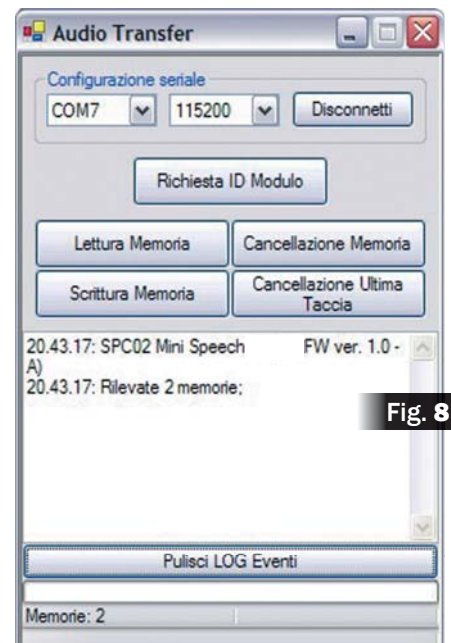 Audio Transfer
Configurazione seriale
COM7 115200 Disconnetti
Richiesta ID Modulo
Lettura Memoria Cancellazione Memoria
Scrittura Memoria Cancellazione Ultima
Taccia
20.43.17: SPC02 Mini Speech FW ver. 1.0 -
A)
20.43.17: Rilevate 2 memorie;
Fig. 8
Pulisci LOG Eventi
Memorie: 2